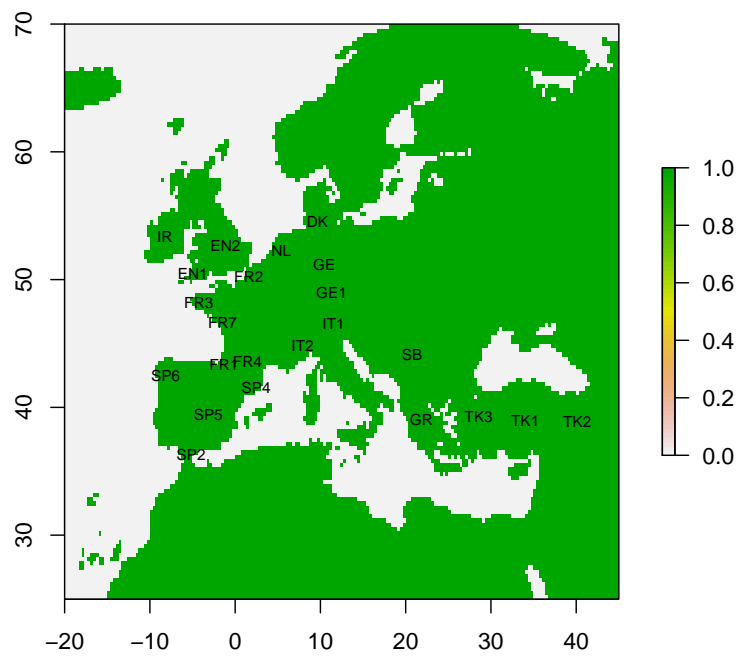 70
60
50
40
30
−20 −10 0 10 20 30 40
DK
IR
EN2
NL
GE
EN1
FR2
GE1
FR3
FR7
IT1
IT2
SB
FR1
FR4
SP6
SP4
SP5
GR
TK3
TK1
TK2
SP2
1.0
0.8
0.6
0.4
0.2
0.0